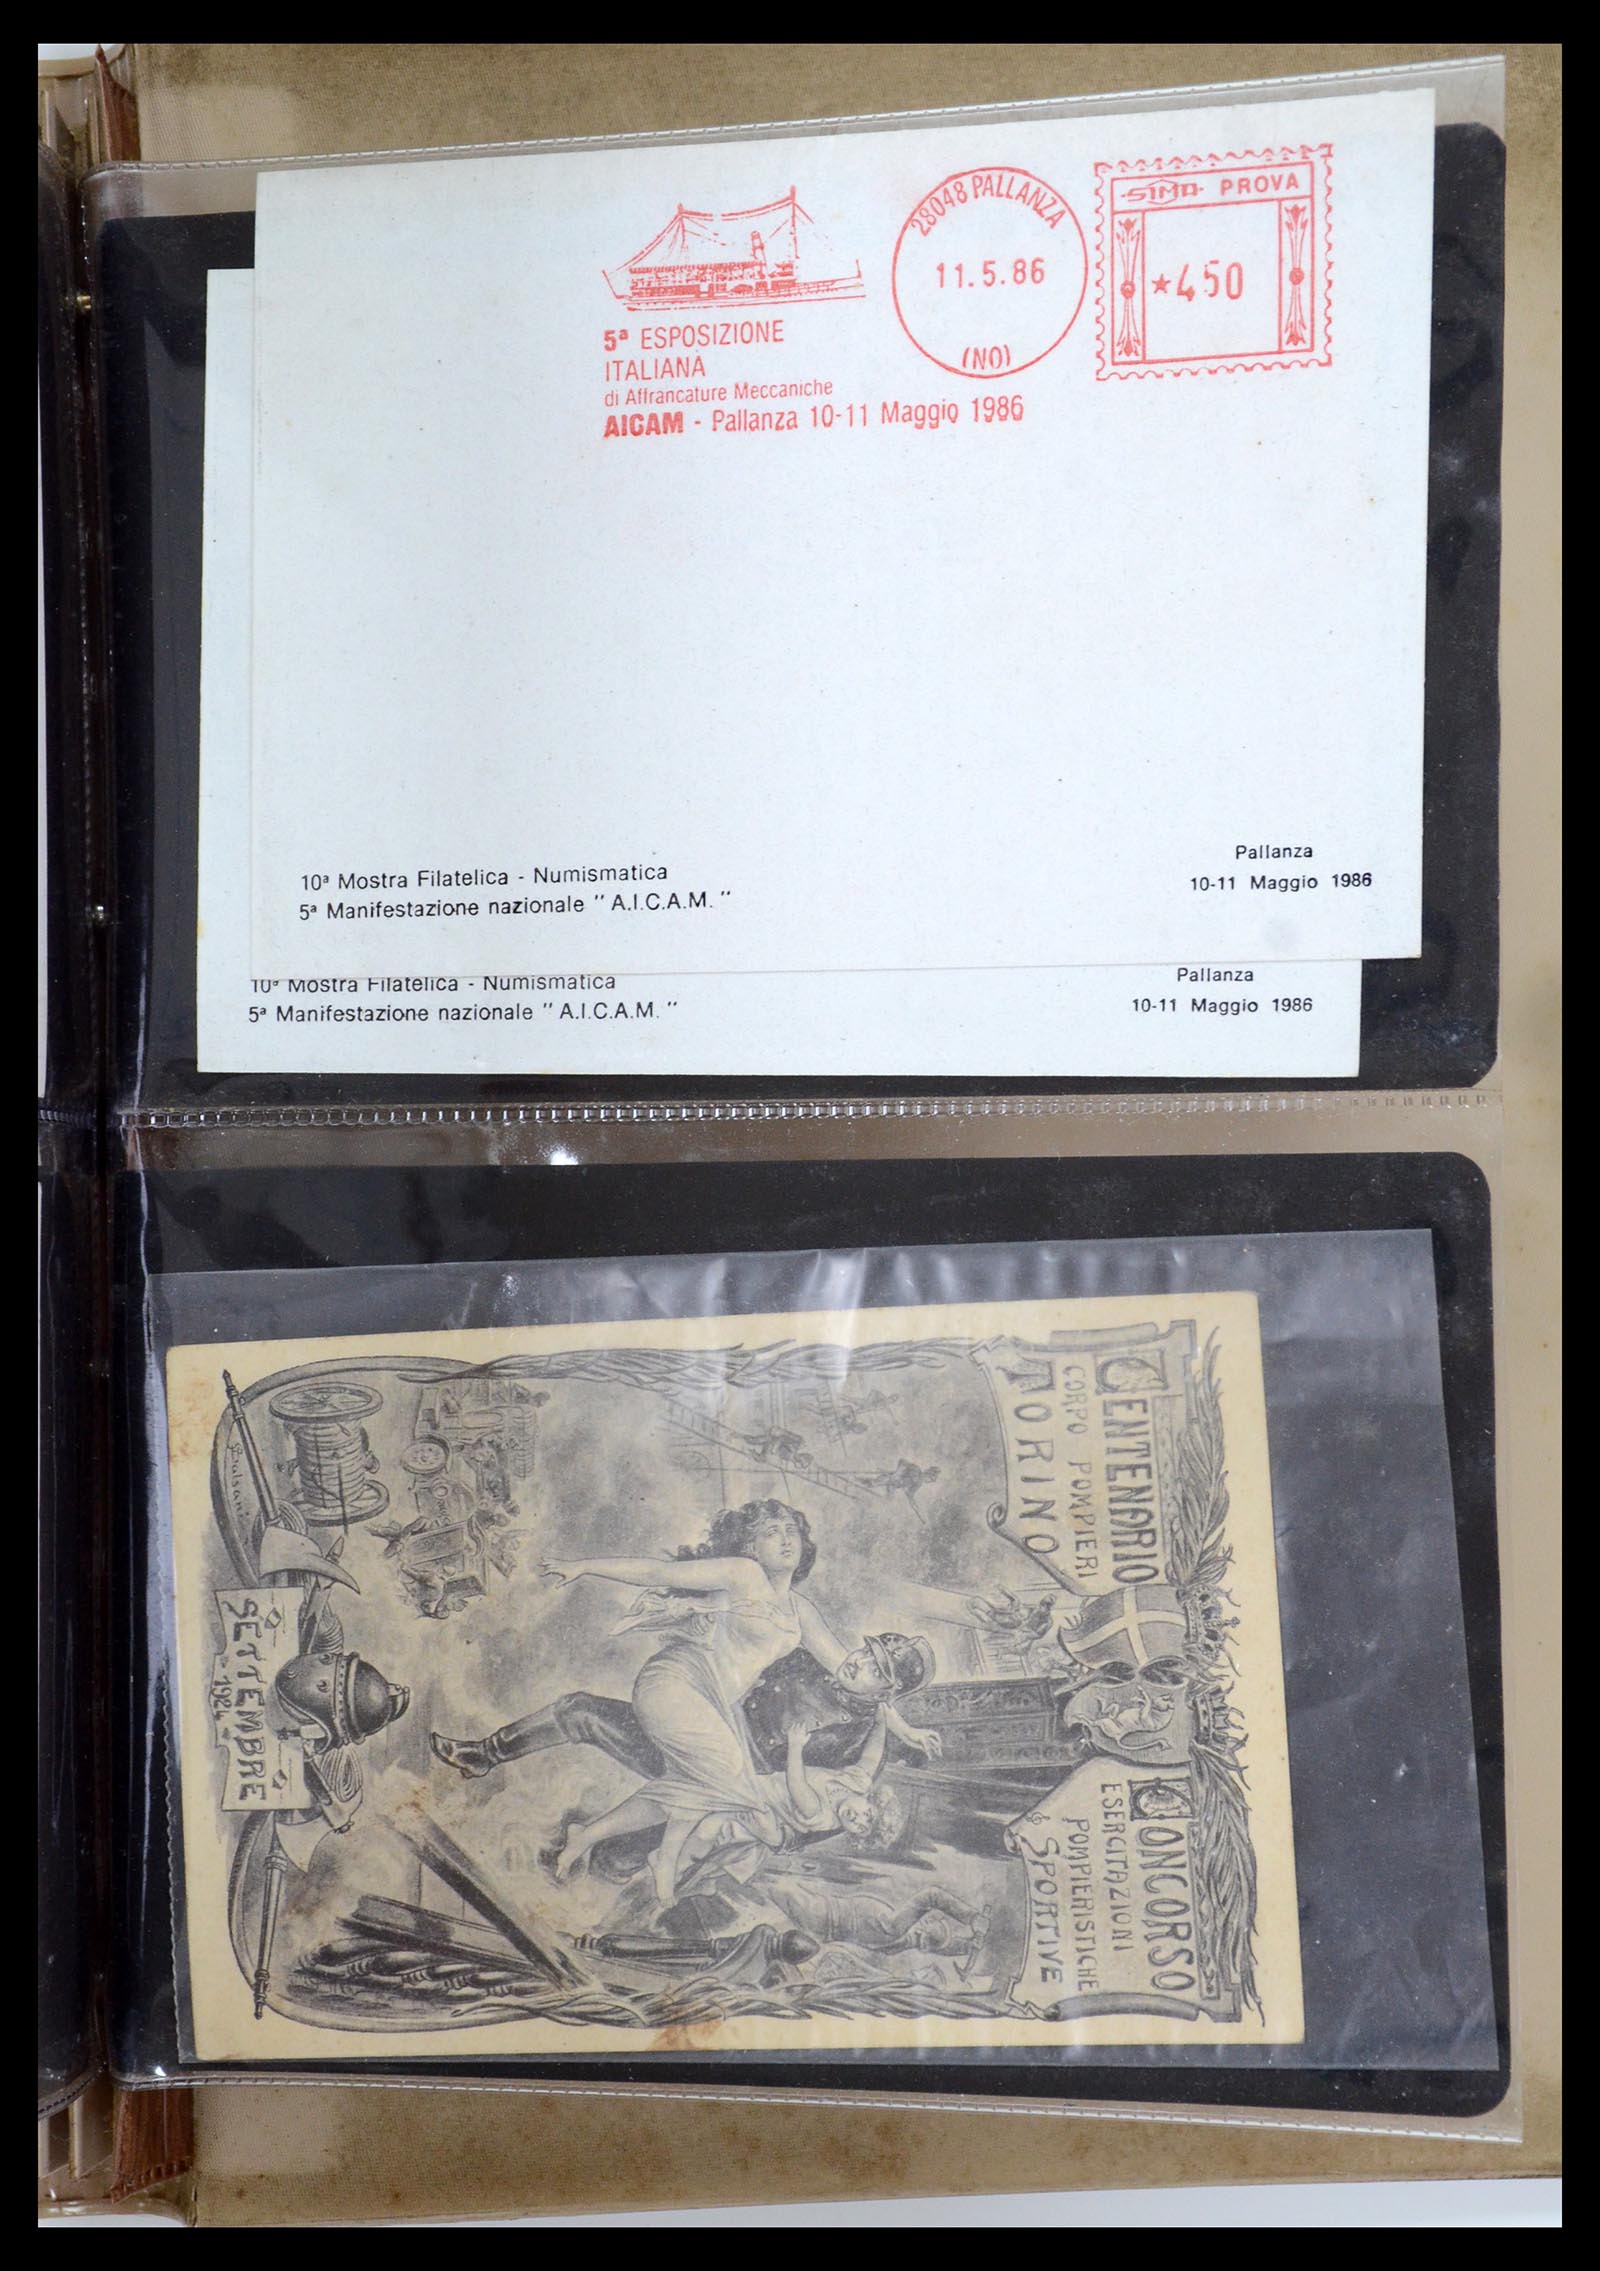 28048 PALLANZA
11.5.86
(NO)
SIMA PROVA
★450
5ª ESPOSIZIONE
ITALIANA
di Affrancature Meccaniche
AICAM - Pallanza 10-11 Maggio 1986
10ª Mostra Filatelica - Numismatica
5ª Manifestazione nazionale " A.I.C.A.M. "
Pallanza
10-11 Maggio 1986
10ª Mostra Filatelica - Numismatica
5ª Manifestazione nazionale " A.I.C.A.M. "
Pallanza
10-11 Maggio 1986
CENTENARIO
CORPO POMPIERI
TORINO
CONCORSO
ESERCITAZIONI
POMPIERISTICHE
& SPORTIVE
Dalsani
SETTEMBRE
- 1924 -